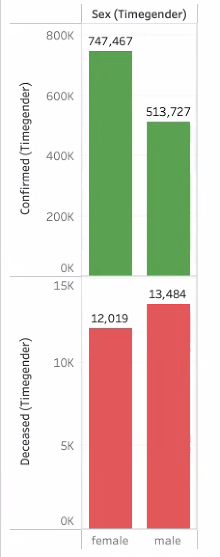 Sex (Timegender)
Confirmed (Timegender)
800K
600K
400K
200K
0K
747,467
513,727
Deceased (Timegender)
15K
10K
5K
0K
12,019
13,484
female male